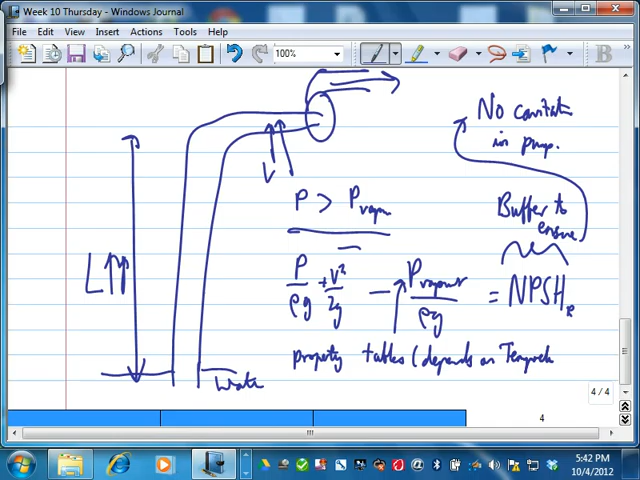 Week 10 Thursday - Windows Journal
File Edit View Insert Actions Tools Help
100%
B
No cavitation
in pump.
V
P > Pvapor
Buffer to
ensure
L
P/ρg + V²/2g - Pvapor/ρg = NPSHR
property tables (depends on Temp
Water
4 / 4
4
5:42 PM
10/4/2012